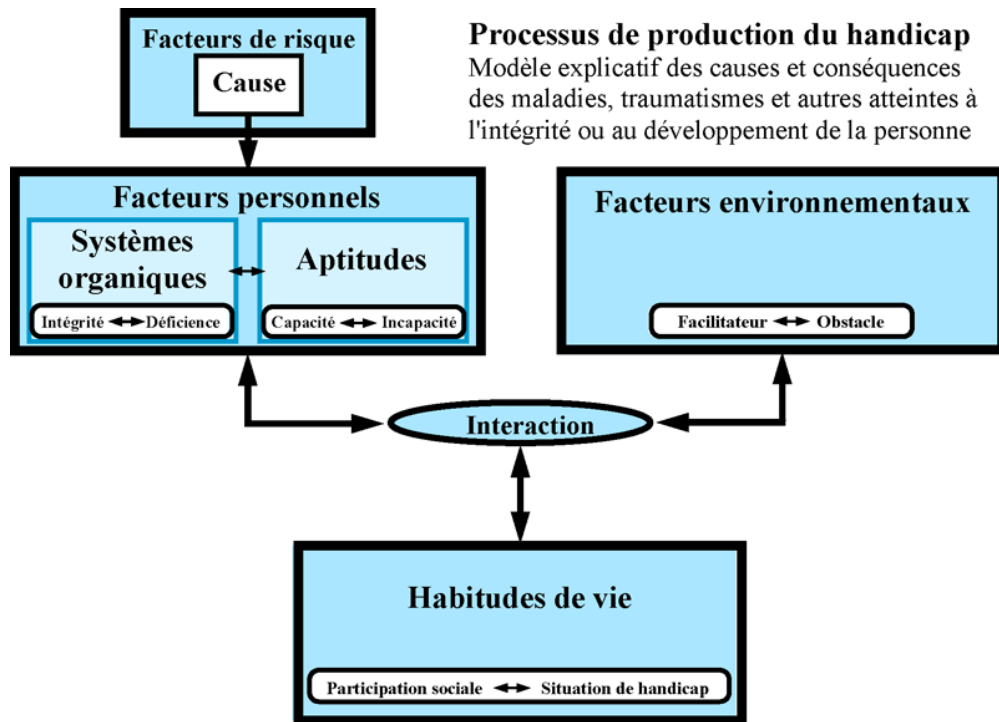 Facteurs de risque
Cause
Processus de production du handicap
Modèle explicatif des causes et conséquences
des maladies, traumatismes et autres atteintes à
l'intégrité ou au développement de la personne
Facteurs personnels
Systèmes
organiques
Intégrité Déficience
Aptitudes
Capacité Incapacité
Facteurs environnementaux
Facilitateur Obstacle
Interaction
Habitudes de vie
Participation sociale Situation de handicap